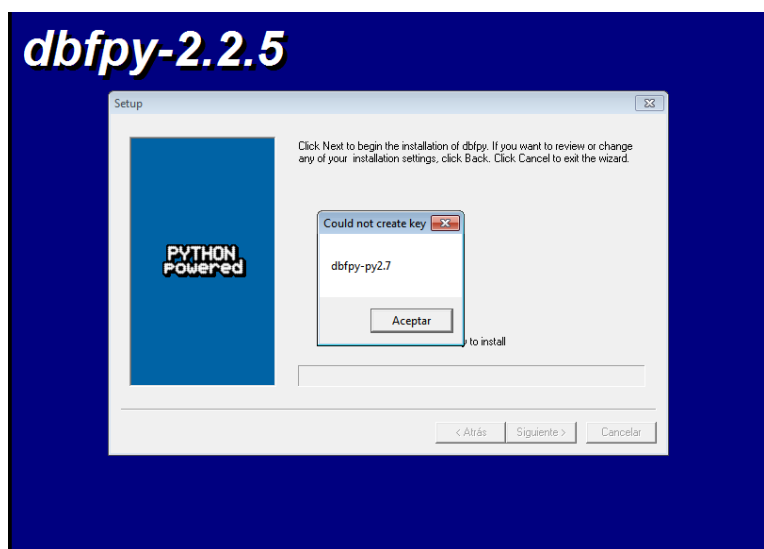 dbfpy-2.2.5
Setup
Click Next to begin the installation of dbfpy. If you want to review or change
any of your installation settings, click Back. Click Cancel to exit the wizard.
PYTHON
Powered
Could not create key
dbfpy-py2.7
Aceptar
to install
< Atrás
Siguiente >
Cancelar